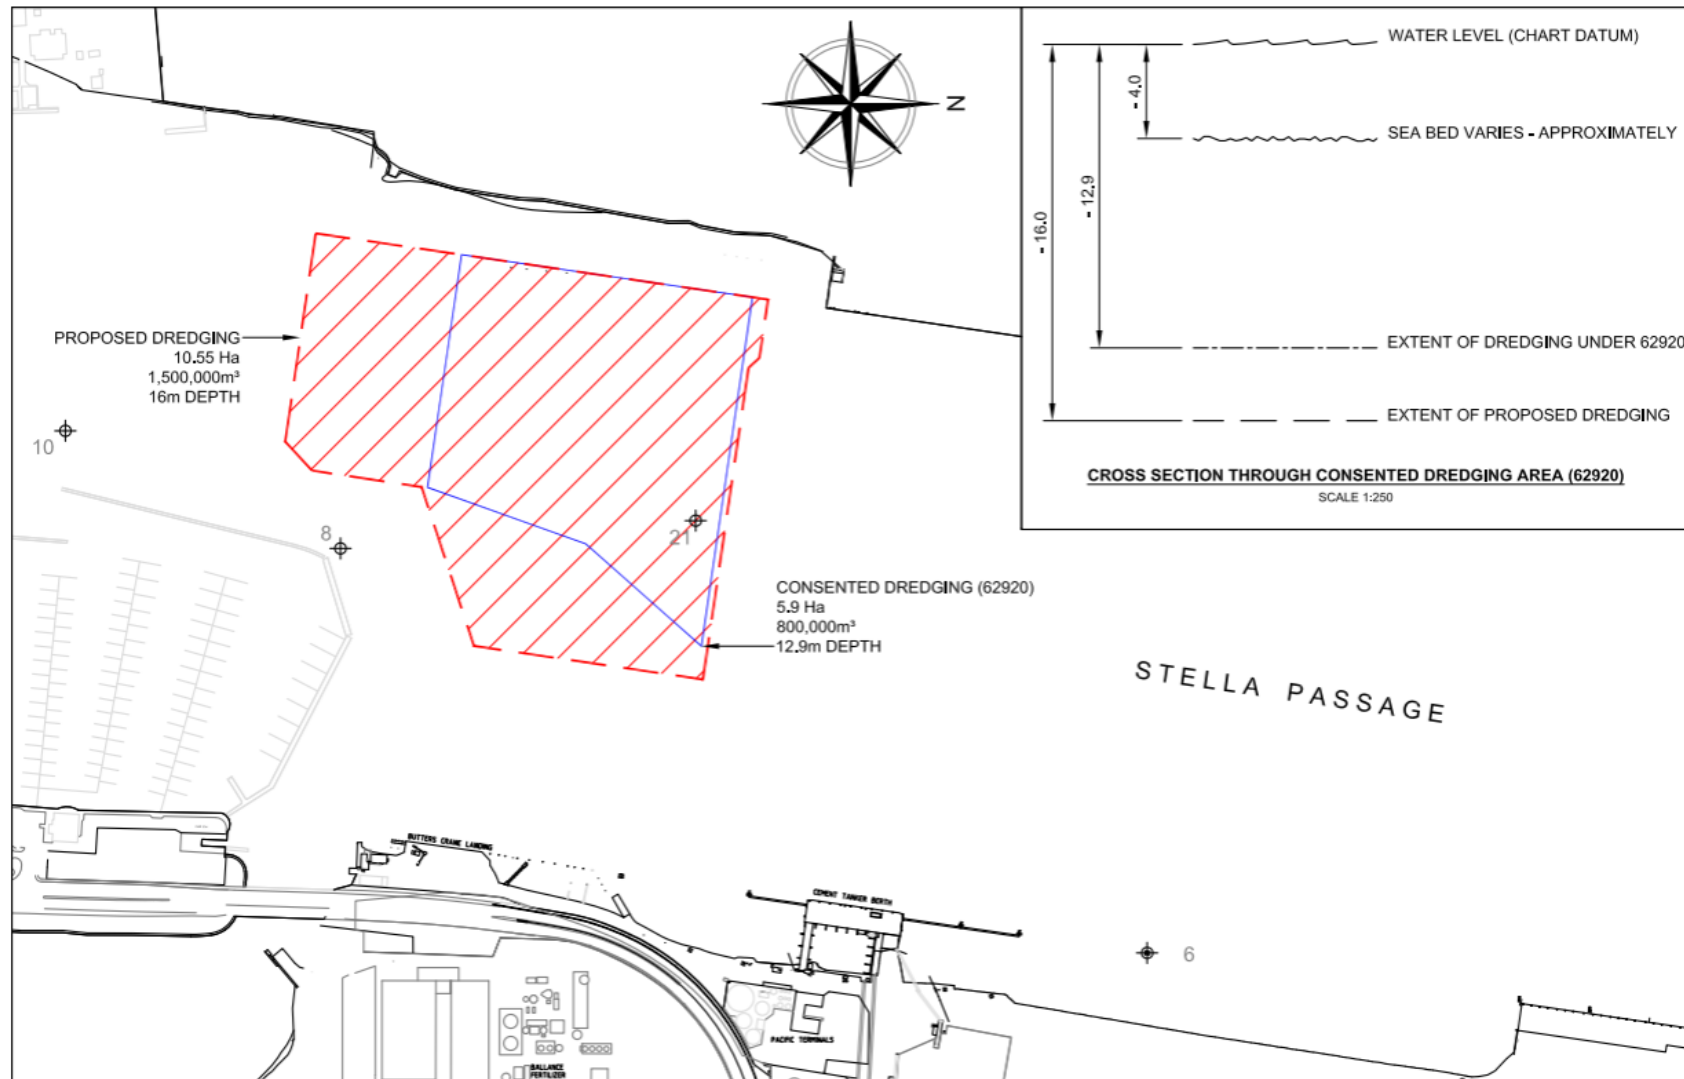 N
WATER LEVEL (CHART DATUM)
- 4.0
SEA BED VARIES - APPROXIMATELY
- 12.9
- 16.0
EXTENT OF DREDGING UNDER 62920
EXTENT OF PROPOSED DREDGING
CROSS SECTION THROUGH CONSENTED DREDGING AREA (62920)
SCALE 1:250
PROPOSED DREDGING
10.55 Ha
1,500,000m³
16m DEPTH
10
8
21
CONSENTED DREDGING (62920)
5.9 Ha
800,000m³
12.9m DEPTH
STELLA PASSAGE
BUTTERS CRANE LANDING
CEMENT TANKER BERTH
6
PACIFIC TERMINALS
BALLANCE
FERTILIZER